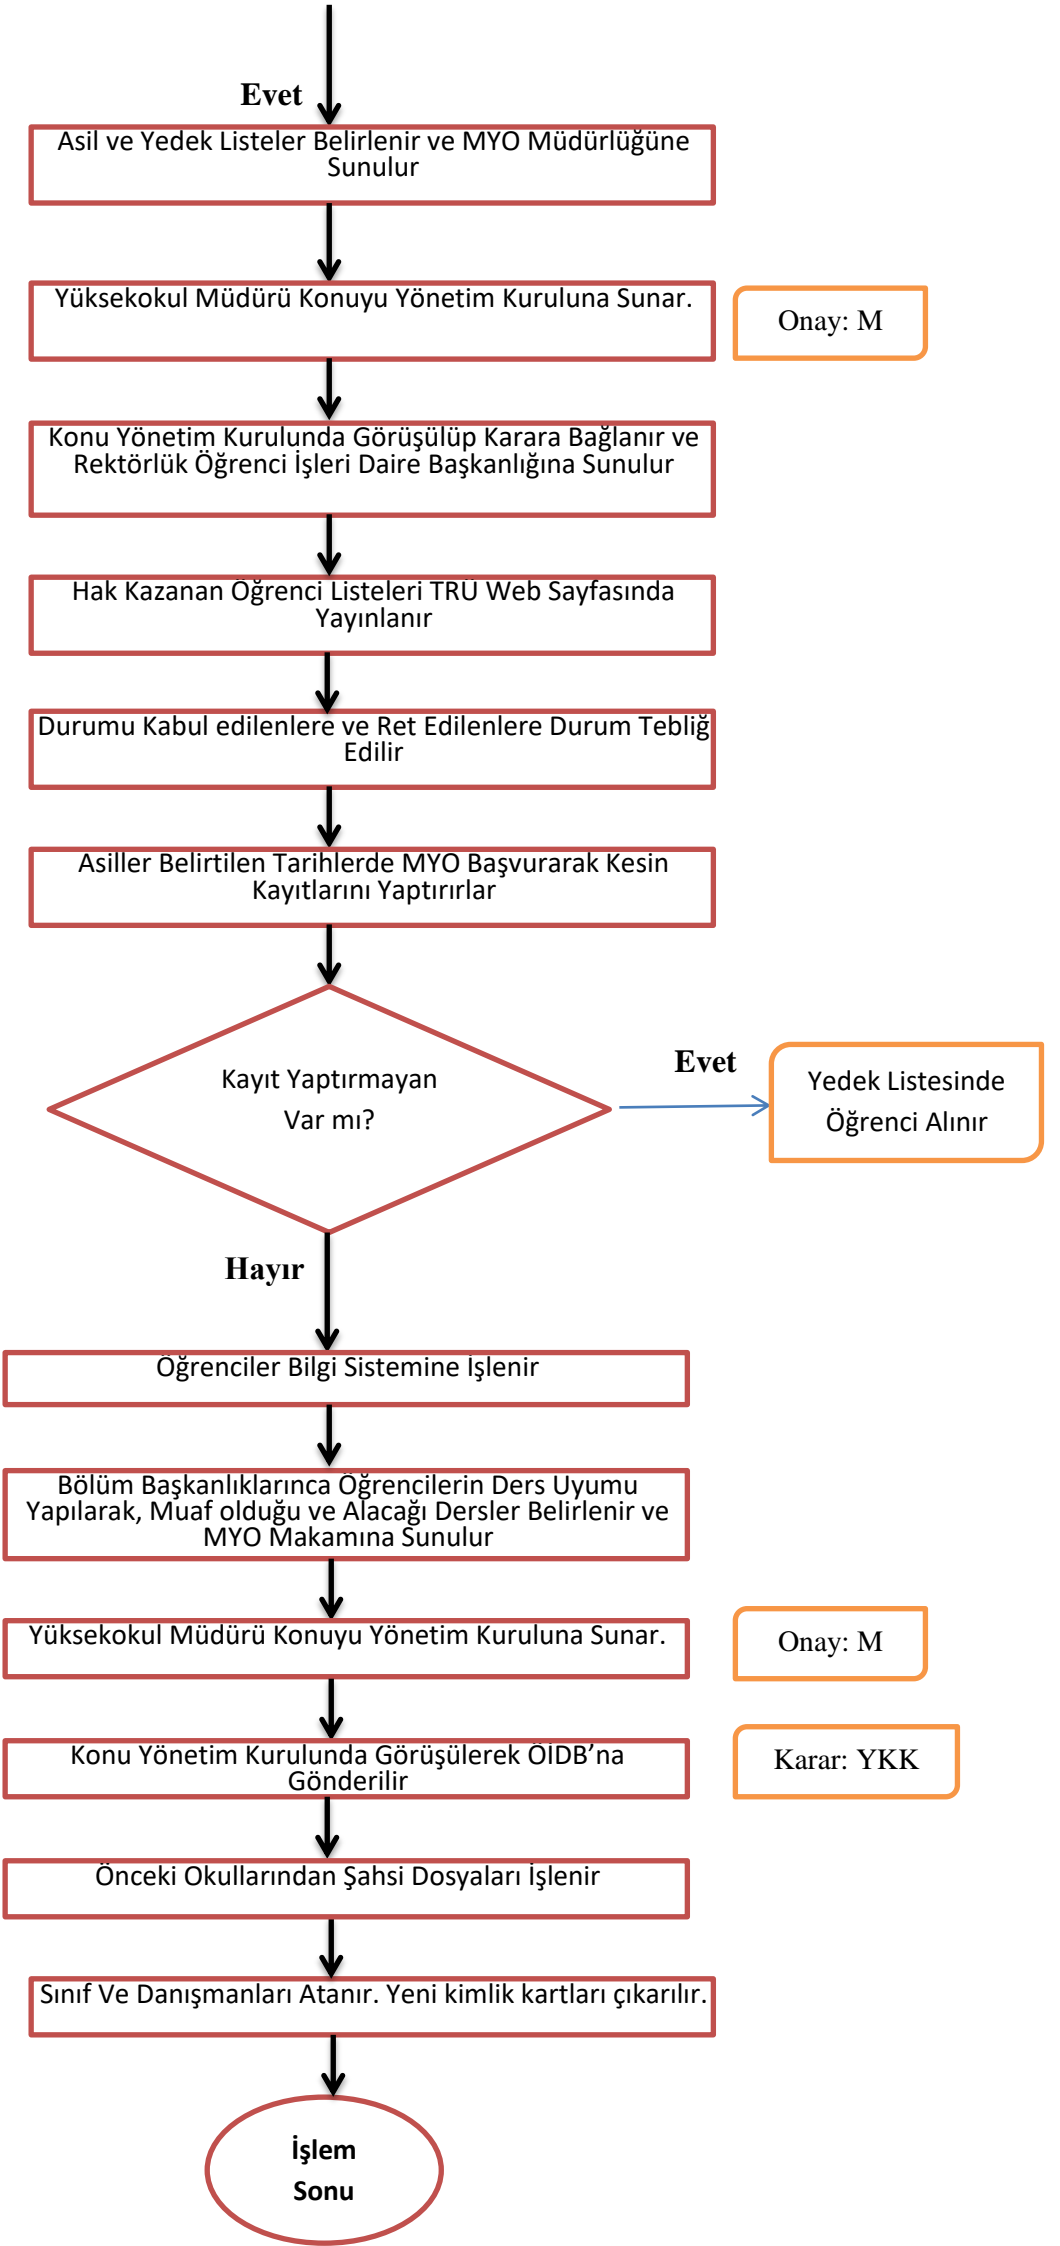 Evet
Asil ve Yedek Listeler Belirlenir ve MYO Müdürlüğüne
Sunulur
Yüksekokul Müdürü Konuyu Yönetim Kuruluna Sunar.
Onay: M
Konu Yönetim Kurulunda Görüşülüp Karara Bağlanır ve
Rektörlük Öğrenci İşleri Daire Başkanlığına Sunulur
Hak Kazanan Öğrenci Listeleri TRÜ Web Sayfasında
Yayınlanır
Durumu Kabul edilenlere ve Ret Edilenlere Durum Tebliğ
Edilir
Asiller Belirtilen Tarihlerde MYO Başvurarak Kesin
Kayıtlarını Yaptırırlar
Kayıt Yaptırmayan
Var mı?
Evet
Yedek Listesinde
Öğrenci Alınır
Hayır
Öğrenciler Bilgi Sistemine İşlenir
Bölüm Başkanlıklarınca Öğrencilerin Ders Uyumu
Yapılarak, Muaf olduğu ve Alacağı Dersler Belirlenir ve
MYO Makamına Sunulur
Yüksekokul Müdürü Konuyu Yönetim Kuruluna Sunar.
Onay: M
Konu Yönetim Kurulunda Görüşülerek ÖİDB’na
Gönderilir
Karar: YKK
Önceki Okullarından Şahsi Dosyaları İşlenir
Sınıf Ve Danışmanları Atanır. Yeni kimlik kartları çıkarılır.
İşlem
Sonu